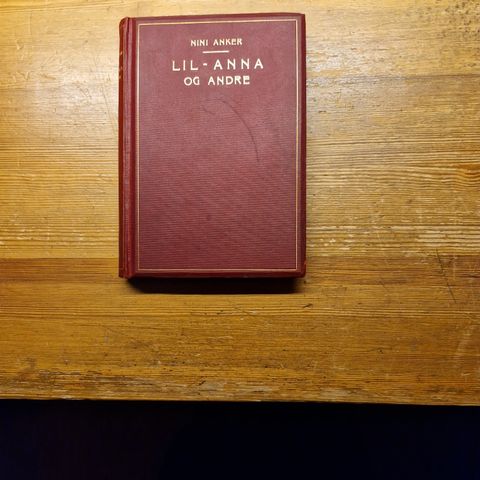 NINI ANKER
LIL-ANNA
OG ANDRE